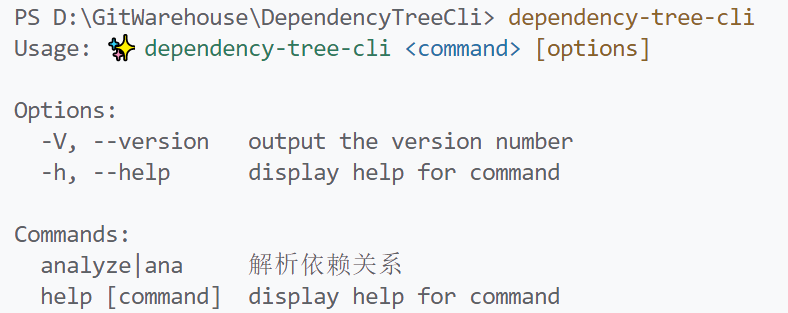 PS D:\GitWarehouse\DependencyTreeCli> dependency-tree-cli
Usage: ✨ dependency-tree-cli <command> [options]

Options:
  -V, --version   output the version number
  -h, --help      display help for command

Commands:
  analyze|ana     解析依赖关系
  help [command]  display help for command